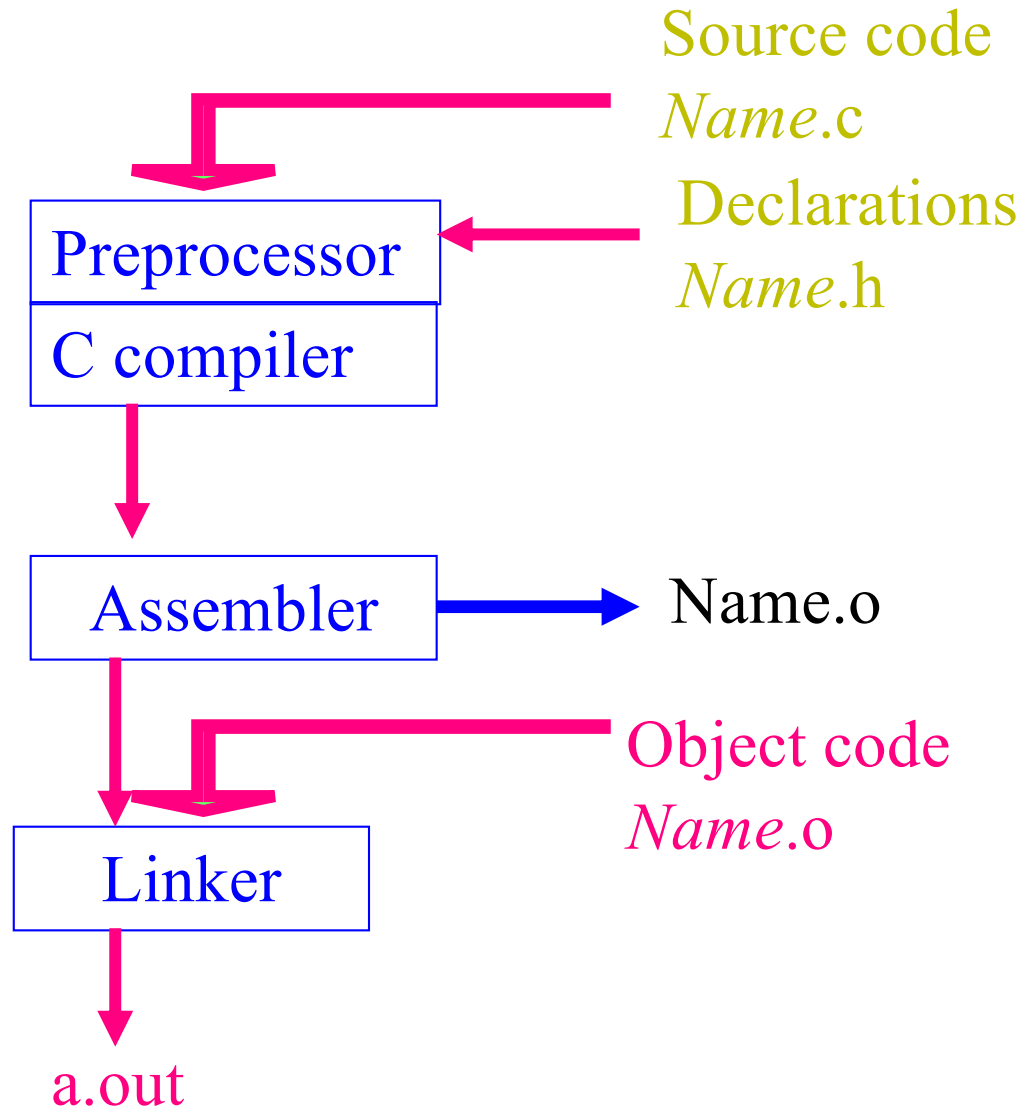 Source code
Name.c
Declarations
Name.h
Preprocessor
C compiler
Assembler
Name.o
Object code
Name.o
Linker
a.out